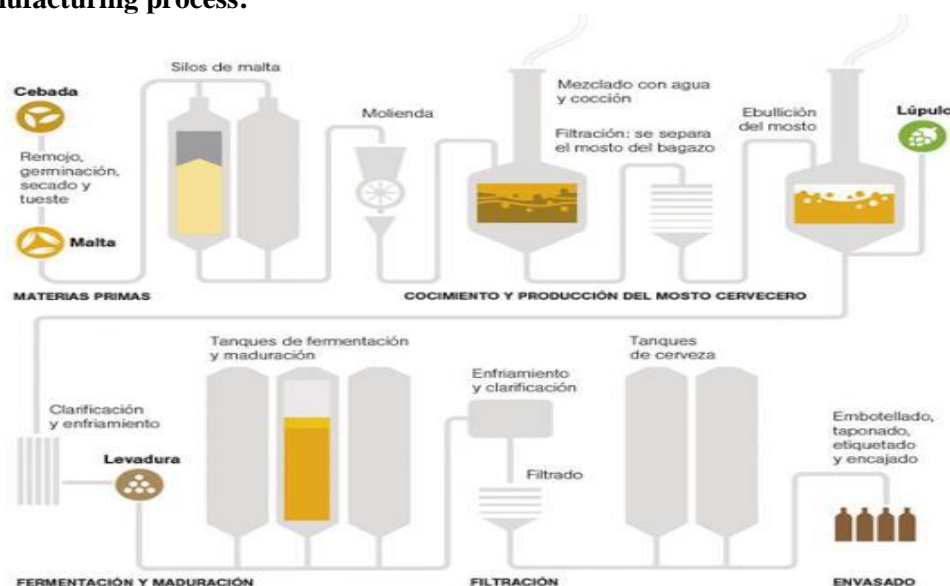 nufacturing process:
Silos de malta
Cebada
Remojo,
germinación,
secado y
tueste
Malta
Molienda
Mezclado con agua
y cocción
Filtración: se separa
el mosto del bagazo
Ebullición
del mosto
Lúpulo
MATERIAS PRIMAS
COCIMIENTO Y PRODUCCIÓN DEL MOSTO CERVECERO
Clarificación
y enfriamiento
Levadura
Tanques de fermentación
y maduración
Enfriamiento
y clarificación
Filtrado
Tanques
de cerveza
Embotellado,
taponado,
etiquetado
y encajado
FERMENTACIÓN Y MADURACIÓN
FILTRACIÓN
ENVASADO